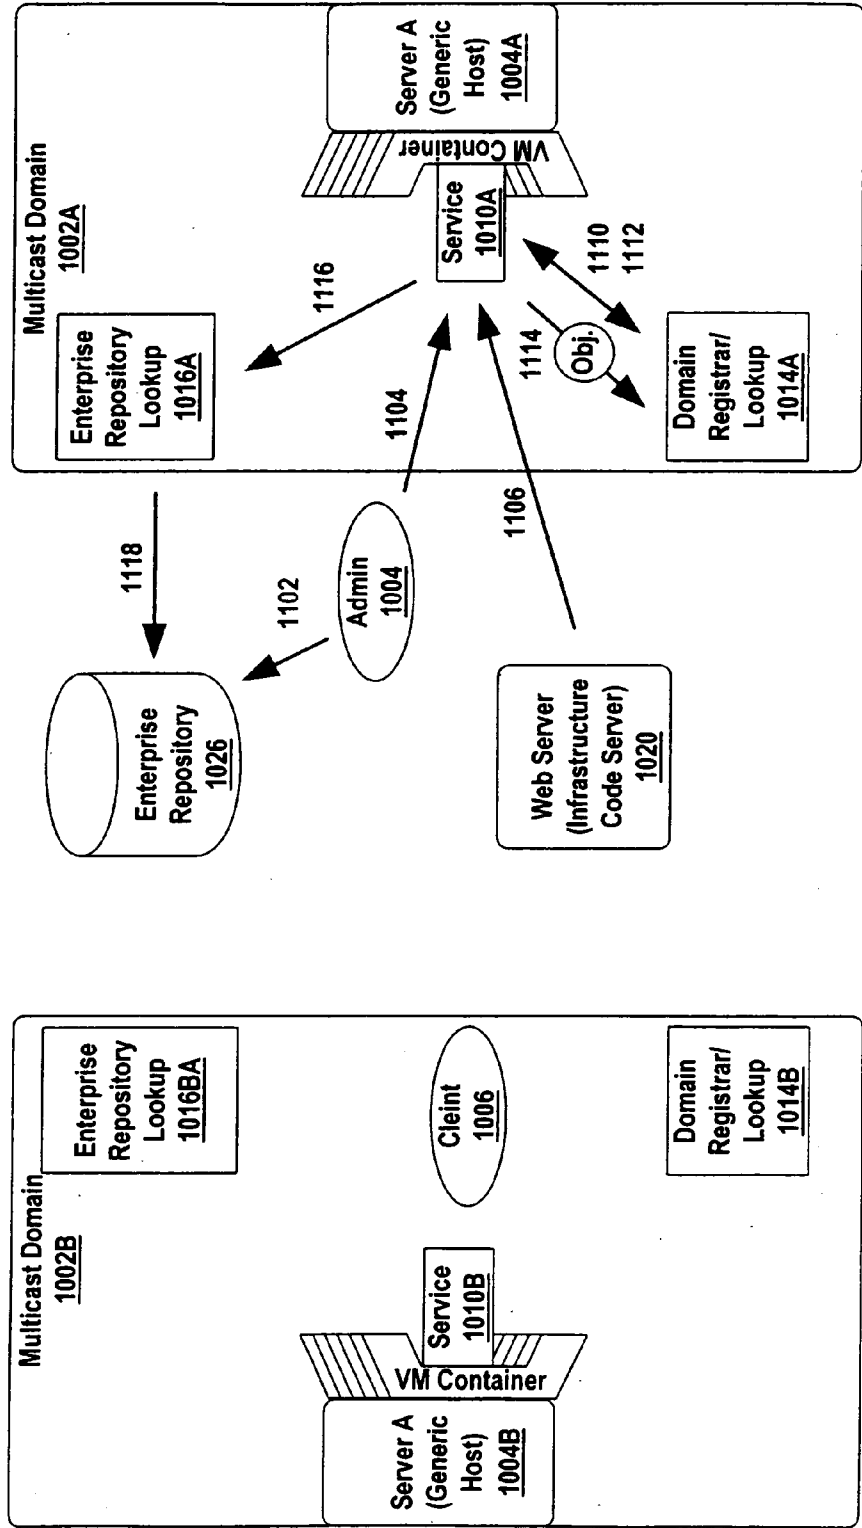 Multicast Domain
1002B
Enterprise
Repository
Lookup
1016BA
Server A
(Generic
Host)
1004B
VM Container
Service
1010B
Cleint
1006
Domain
Registrar/
Lookup
1014B
Enterprise
Repository
1026
1118
1102
Admin
1004
1104
Web Server
(Infrastructure
Code Server)
1020
1106
Multicast Domain
1002A
Enterprise
Repository
Lookup
1016A
1116
Service
1010A
VM Container
Server A
(Generic
Host)
1004A
1114
Obj.
1110
1112
Domain
Registrar/
Lookup
1014A